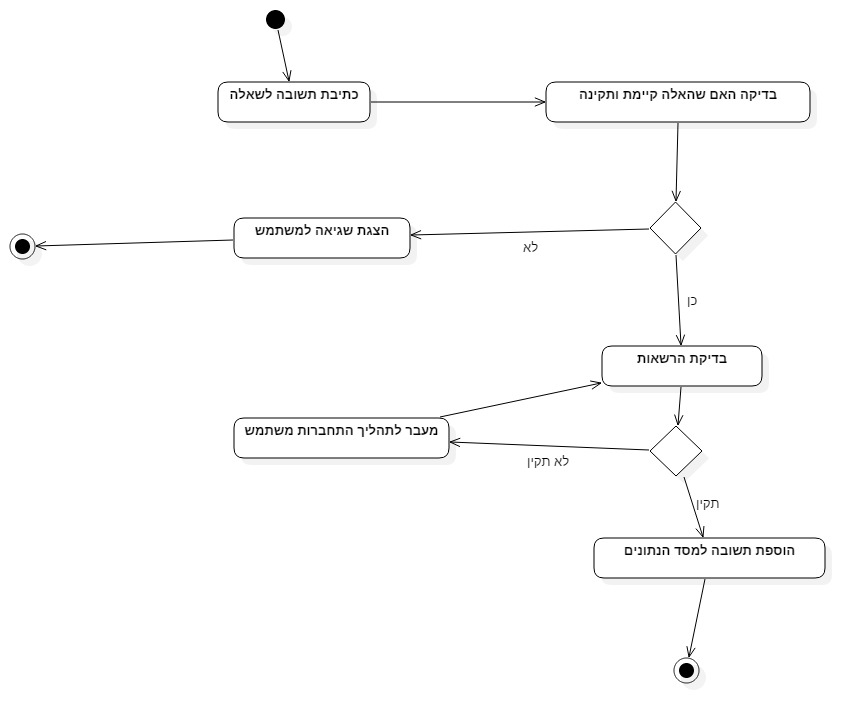 כתיבת תשובה לשאלה
בדיקה האם שהאלה קיימת ותקינה
הצגת שגיאה למשתמש
לא
כן
בדיקת הרשאות
מעבר לתהליך התחברות משתמש
לא תקין
תקין
הוספת תשובה למסד הנתונים